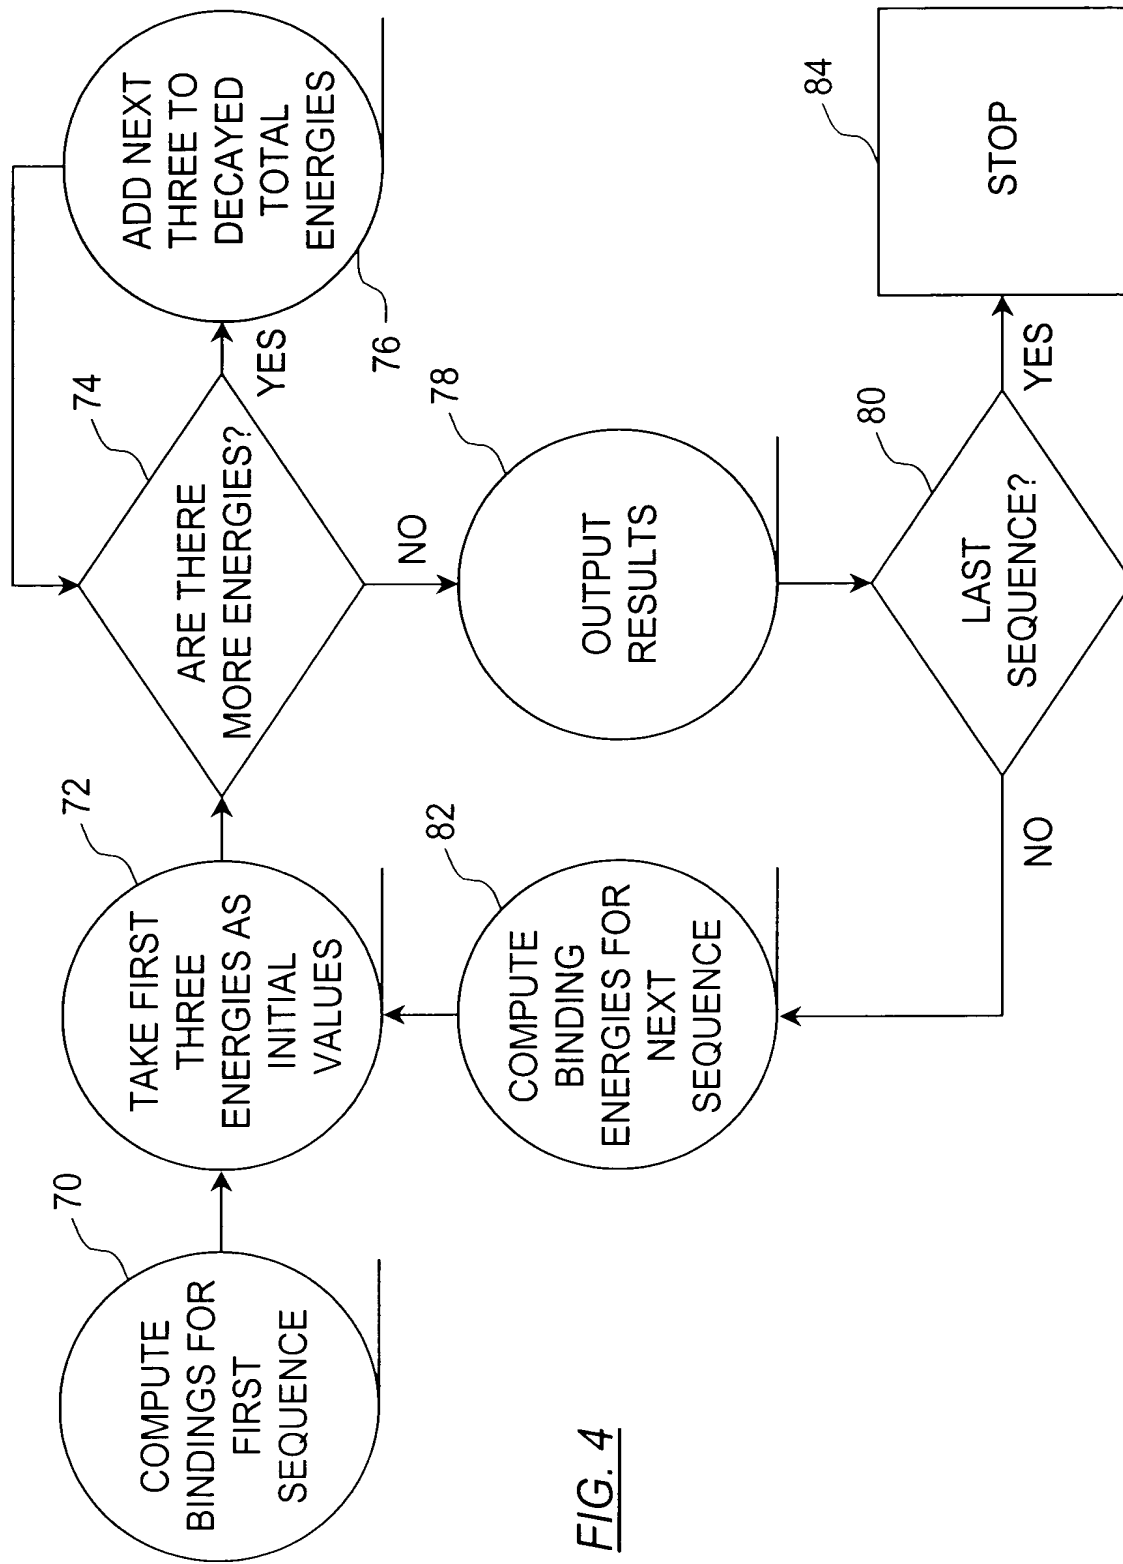 70
COMPUTE
BINDINGS FOR
FIRST
SEQUENCE
72
TAKE FIRST
THREE
ENERGIES AS
INITIAL
VALUES
74
ARE THERE
MORE ENERGIES?
YES
NO
76
ADD NEXT
THREE TO
DECAYED
TOTAL
ENERGIES
82
COMPUTE
BINDING
ENERGIES FOR
NEXT
SEQUENCE
78
OUTPUT
RESULTS
80
LAST
SEQUENCE?
NO
YES
84
STOP
FIG. 4